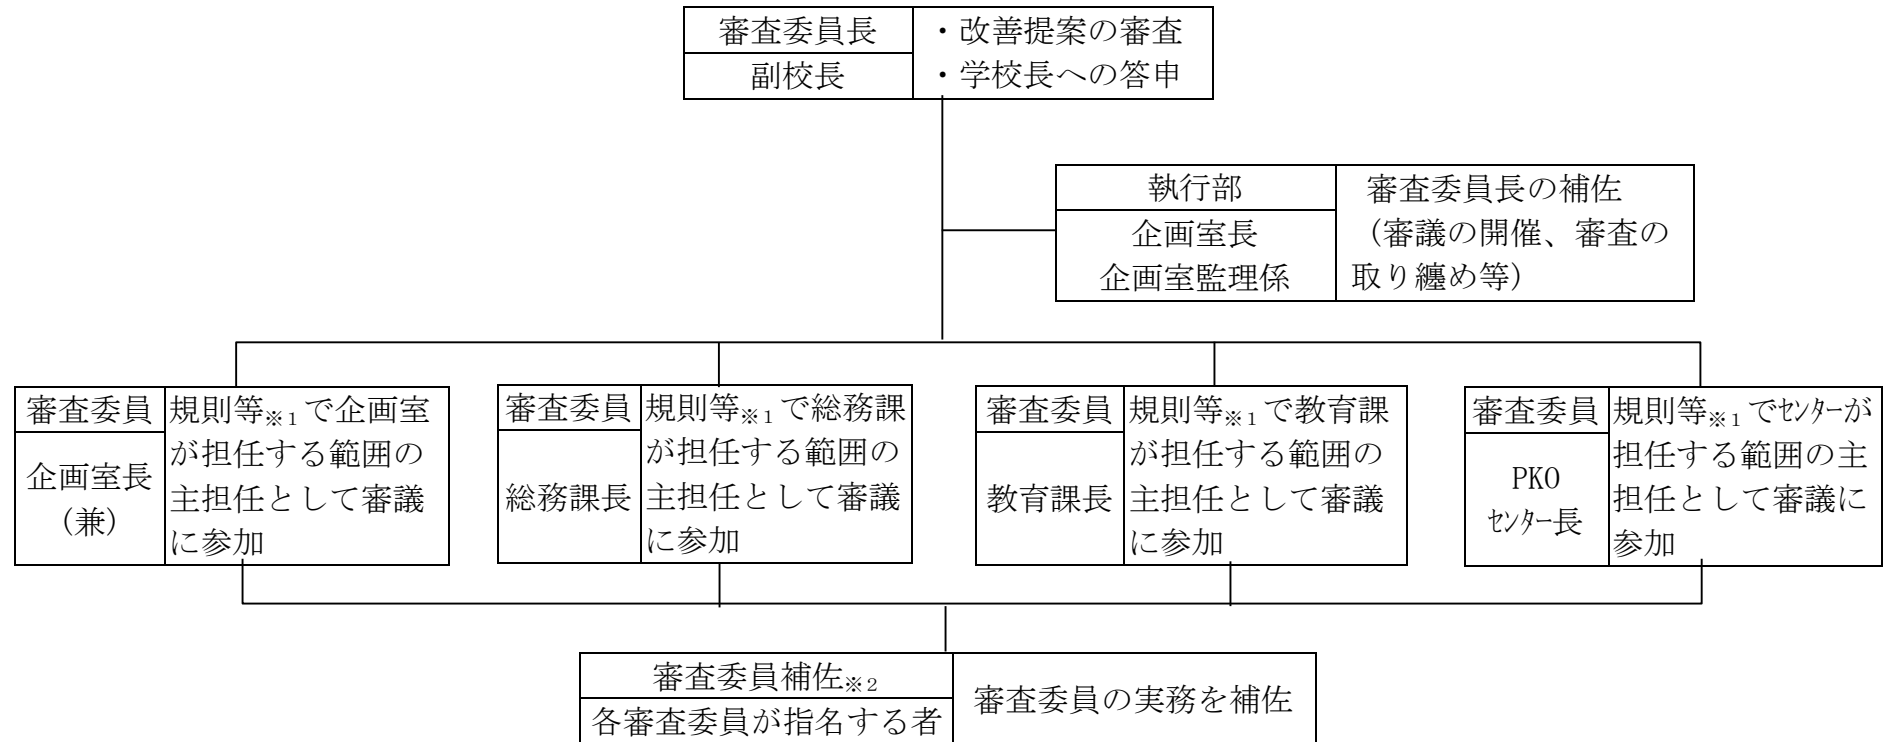 審査委員長
副校長
・改善提案の審査
・学校長への答申
執行部
企画室長
企画室監理係
審査委員長の補佐
（審議の開催、審査の
取り纏め等）
審査委員
企画室長
（兼）
規則等※1で企画室
が担任する範囲の
主担任として審議
に参加
審査委員
総務課長
規則等※1で総務課
が担任する範囲の
主担任として審議
に参加
審査委員
教育課長
規則等※1で教育課
が担任する範囲の
主担任として審議
に参加
審査委員
PKO
ｾﾝﾀｰ長
規則等※1でｾﾝﾀｰが
担任する範囲の主
担任として審議に
参加
審査委員補佐※2
各審査委員が指名する者
審査委員の実務を補佐